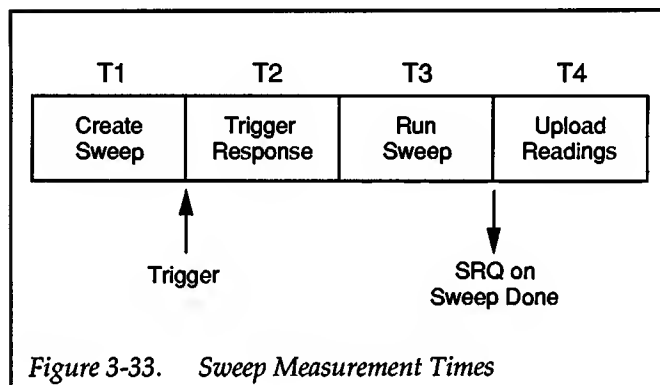 T1 T2 T3 T4
Create Trigger Run Upload
Sweep Response Sweep Readings
Trigger SRQ on
Sweep Done
Figure 3-33. Sweep Measurement Times